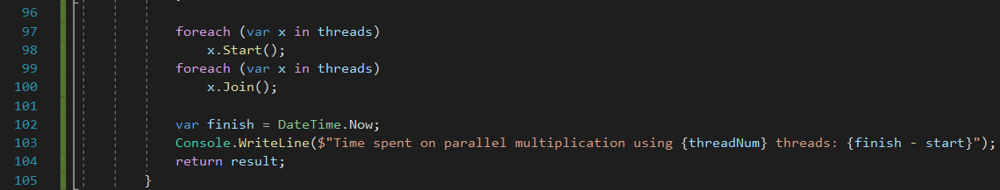 96
97 foreach (var x in threads)
98 x.Start();
99 foreach (var x in threads)
100 x.Join();
101
102 var finish = DateTime.Now;
103 Console.WriteLine($"Time spent on parallel multiplication using {threadNum} threads: {finish - start}");
104 return result;
105 }